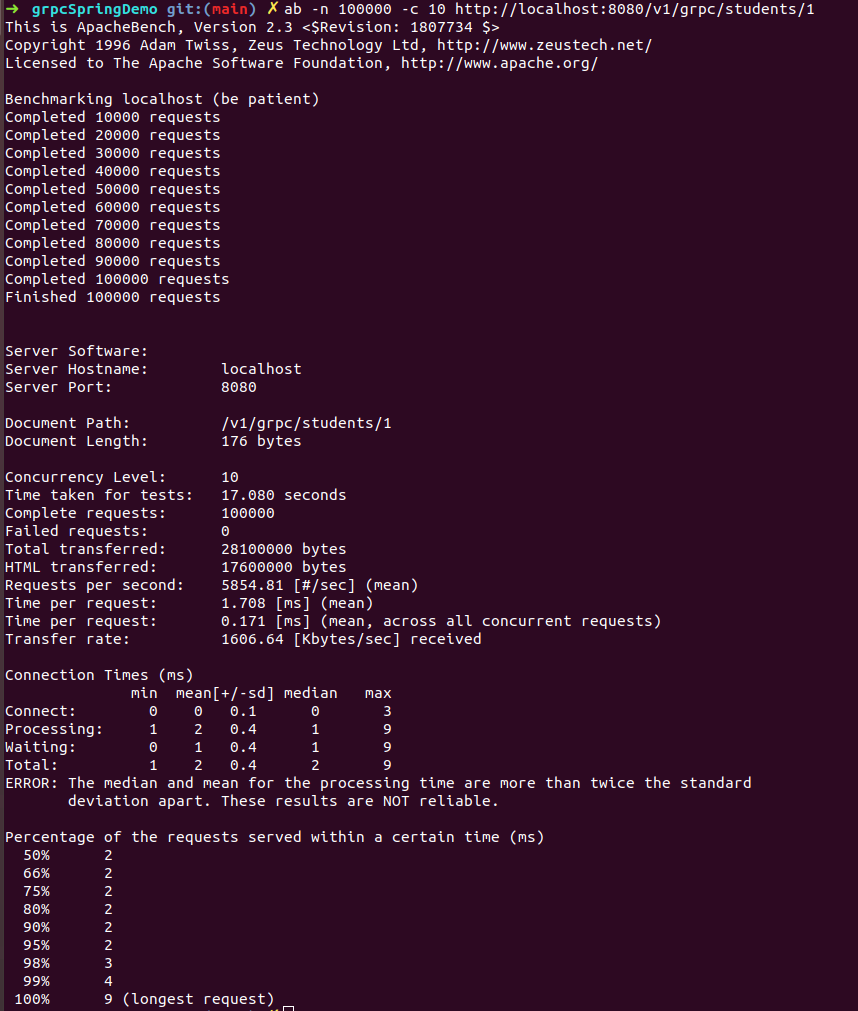 ➜  grpcSpringDemo git:(main) ✗ ab -n 100000 -c 10 http://localhost:8080/v1/grpc/students/1
This is ApacheBench, Version 2.3 <$Revision: 1807734 $>
Copyright 1996 Adam Twiss, Zeus Technology Ltd, http://www.zeustech.net/
Licensed to The Apache Software Foundation, http://www.apache.org/

Benchmarking localhost (be patient)
Completed 10000 requests
Completed 20000 requests
Completed 30000 requests
Completed 40000 requests
Completed 50000 requests
Completed 60000 requests
Completed 70000 requests
Completed 80000 requests
Completed 90000 requests
Completed 100000 requests
Finished 100000 requests


Server Software:
Server Hostname:        localhost
Server Port:            8080

Document Path:          /v1/grpc/students/1
Document Length:        176 bytes

Concurrency Level:      10
Time taken for tests:   17.080 seconds
Complete requests:      100000
Failed requests:        0
Total transferred:      28100000 bytes
HTML transferred:       17600000 bytes
Requests per second:    5854.81 [#/sec] (mean)
Time per request:       1.708 [ms] (mean)
Time per request:       0.171 [ms] (mean, across all concurrent requests)
Transfer rate:          1606.64 [Kbytes/sec] received

Connection Times (ms)
              min  mean[+/-sd] median   max
Connect:        0    0   0.1      0       3
Processing:     1    2   0.4      1       9
Waiting:        0    1   0.4      1       9
Total:          1    2   0.4      2       9
ERROR: The median and mean for the processing time are more than twice the standard
       deviation apart. These results are NOT reliable.

Percentage of the requests served within a certain time (ms)
  50%      2
  66%      2
  75%      2
  80%      2
  90%      2
  95%      2
  98%      3
  99%      4
 100%      9 (longest request)